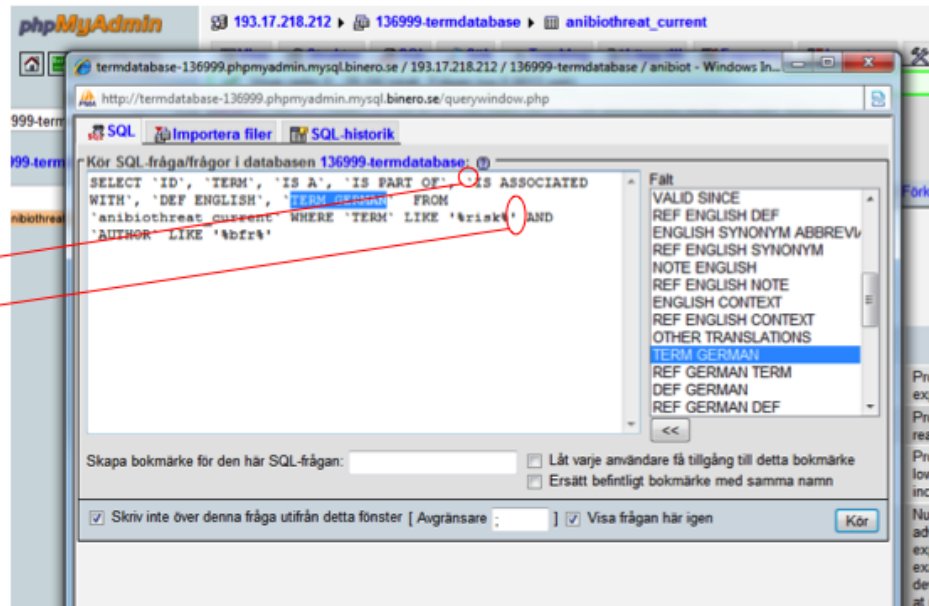 phpMyAdmin
193.17.218.212 ▸ 136999-termdatabase ▸ anibiothreat_current
termdatabase-136999.phpmyadmin.mysql.binero.se / 193.17.218.212 / 136999-termdatabase / anibiot - Windows In...
http://termdatabase-136999.phpmyadmin.mysql.binero.se/querywindow.php
999-term
SQL Importera filer SQL-historik
999-term
Kör SQL-fråga/frågor i databasen 136999-termdatabase:
SELECT `ID`, `TERM`, `IS A`, `IS PART OF`, `IS ASSOCIATED
WITH`, `DEF ENGLISH`, `TERM GERMAN` FROM
`anibiothreat_current` WHERE `TERM` LIKE '%risk%' AND
`AUTHOR` LIKE '%bfr%'
nibiothreat
Fält
VALID SINCE
REF ENGLISH DEF
ENGLISH SYNONYM ABBREVI
REF ENGLISH SYNONYM
NOTE ENGLISH
REF ENGLISH NOTE
ENGLISH CONTEXT
REF ENGLISH CONTEXT
OTHER TRANSLATIONS
TERM GERMAN
REF GERMAN TERM
DEF GERMAN
REF GERMAN DEF
<<
Skapa bokmärke för den här SQL-frågan:
Låt varje användare få tillgång till detta bokmärke
Ersätt befintligt bokmärke med samma namn
Skriv inte över denna fråga utifrån detta fönster [ Avgränsare ; ] Visa frågan här igen Kör